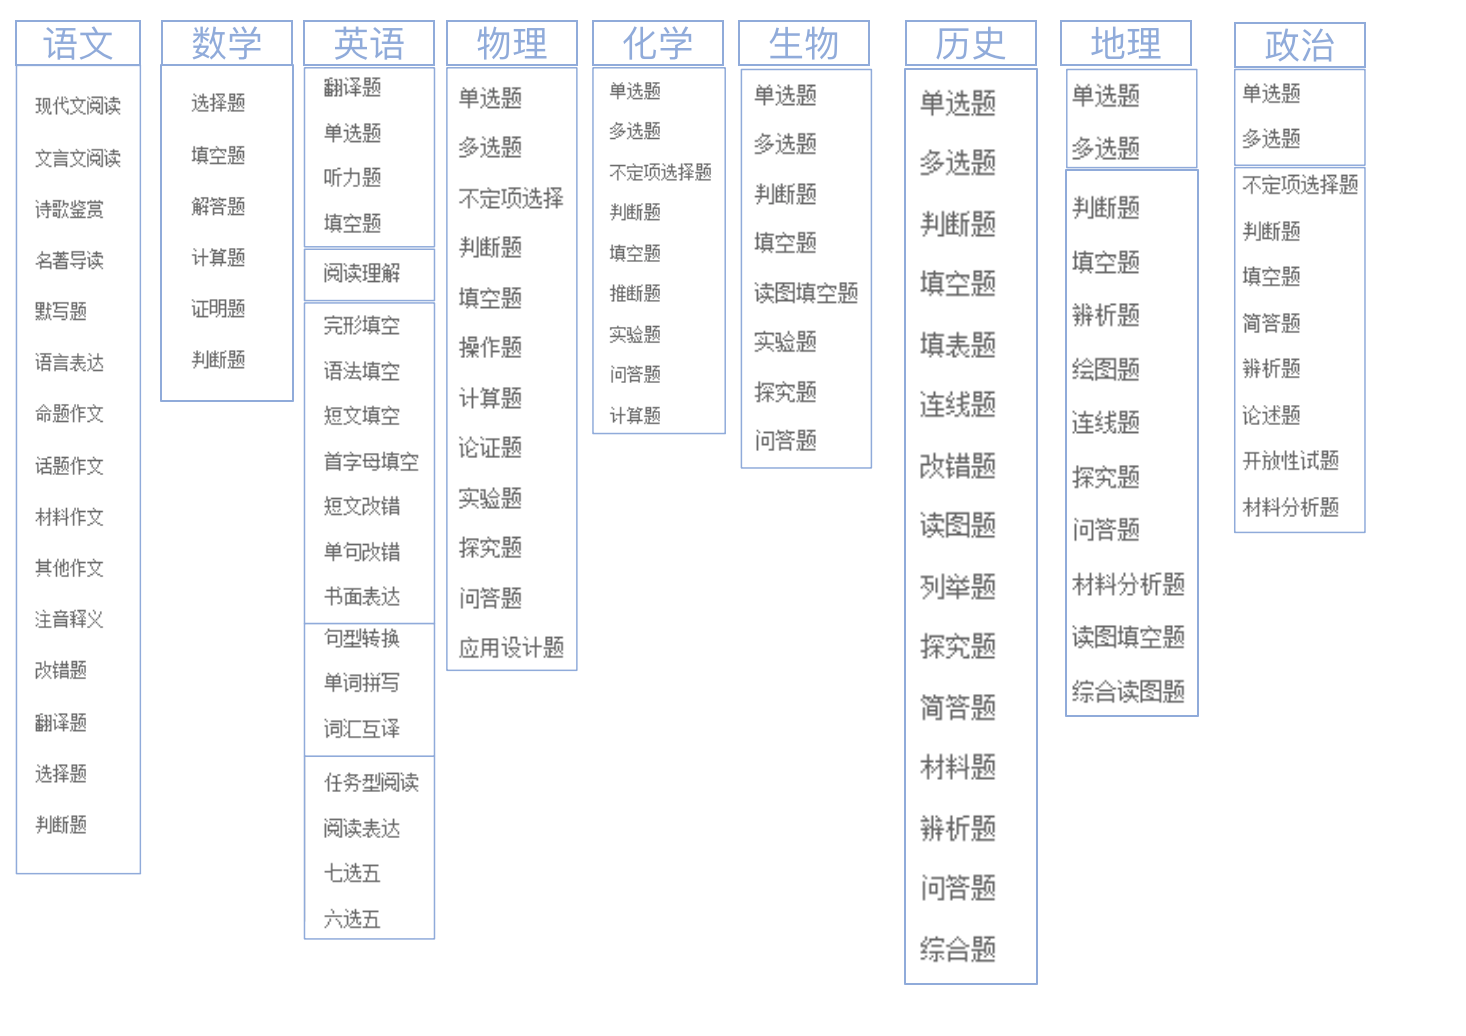 语文
现代文阅读
文言文阅读
诗歌鉴赏
名著导读
默写题
语言表达
命题作文
话题作文
材料作文
其他作文
注音释义
改错题
翻译题
选择题
判断题
数学
选择题
填空题
解答题
计算题
证明题
判断题
英语
翻译题
单选题
听力题
填空题
阅读理解
完形填空
语法填空
短文填空
首字母填空
短文改错
单句改错
书面表达
句型转换
单词拼写
词汇互译
任务型阅读
阅读表达
七选五
六选五
物理
单选题
多选题
不定项选择
判断题
填空题
操作题
计算题
论证题
实验题
探究题
问答题
应用设计题
化学
单选题
多选题
不定项选择题
判断题
填空题
推断题
实验题
问答题
计算题
生物
单选题
多选题
判断题
填空题
读图填空题
实验题
探究题
问答题
历史
单选题
多选题
判断题
填空题
填表题
连线题
改错题
读图题
列举题
探究题
简答题
材料题
辨析题
问答题
综合题
地理
单选题
多选题
判断题
填空题
辨析题
绘图题
连线题
探究题
问答题
材料分析题
读图填空题
综合读图题
政治
单选题
多选题
不定项选择题
判断题
填空题
简答题
辨析题
论述题
开放性试题
材料分析题